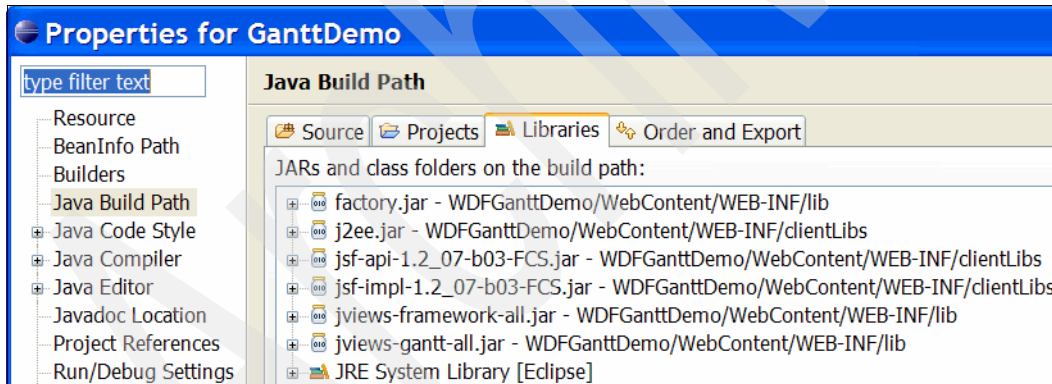 Properties for GanttDemo
type filter text
Resource
BeanInfo Path
Builders
Java Build Path
Java Code Style
Java Compiler
Java Editor
Javadoc Location
Project References
Run/Debug Settings
Java Build Path
Source Projects Libraries Order and Export
JARs and class folders on the build path:
factory.jar - WDFGanttDemo/WebContent/WEB-INF/lib
j2ee.jar - WDFGanttDemo/WebContent/WEB-INF/clientLibs
jsf-api-1.2_07-b03-FCS.jar - WDFGanttDemo/WebContent/WEB-INF/clientLibs
jsf-impl-1.2_07-b03-FCS.jar - WDFGanttDemo/WebContent/WEB-INF/clientLibs
jviews-framework-all.jar - WDFGanttDemo/WebContent/WEB-INF/lib
jviews-gantt-all.jar - WDFGanttDemo/WebContent/WEB-INF/lib
JRE System Library [Eclipse]